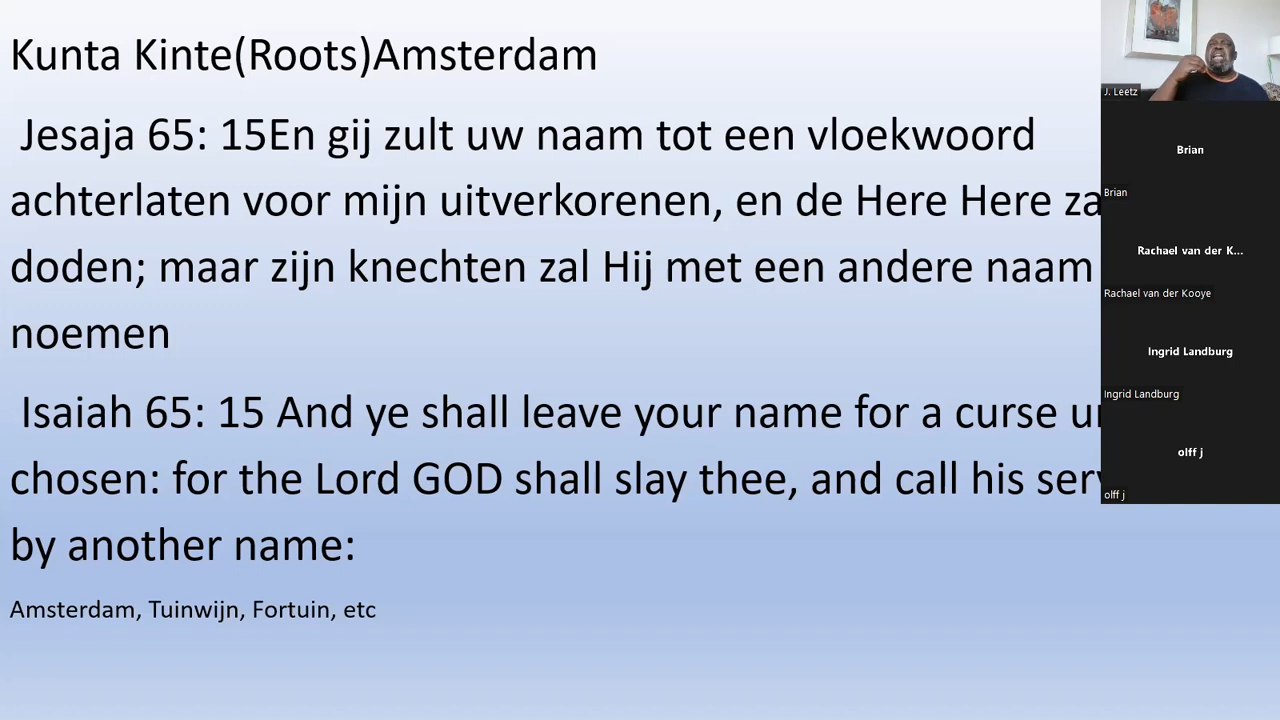 Kunta Kinte(Roots)Amsterdam
Jesaja 65: 15En gij zult uw naam tot een vloekwoord
achterlaten voor mijn uitverkorenen, en de Here Here
doden; maar zijn knechten zal Hij met een andere naam
noemen
Isaiah 65: 15 And ye shall leave your name for a curse
chosen: for the Lord GOD shall slay thee, and call his
by another name:
Amsterdam, Tuinwijn, Fortuin, etc
J. Leetz
Brian
Brian
Rachael van der K...
Rachael van der Kooye
Ingrid Landburg
Ingrid Landburg
olff j
olff j